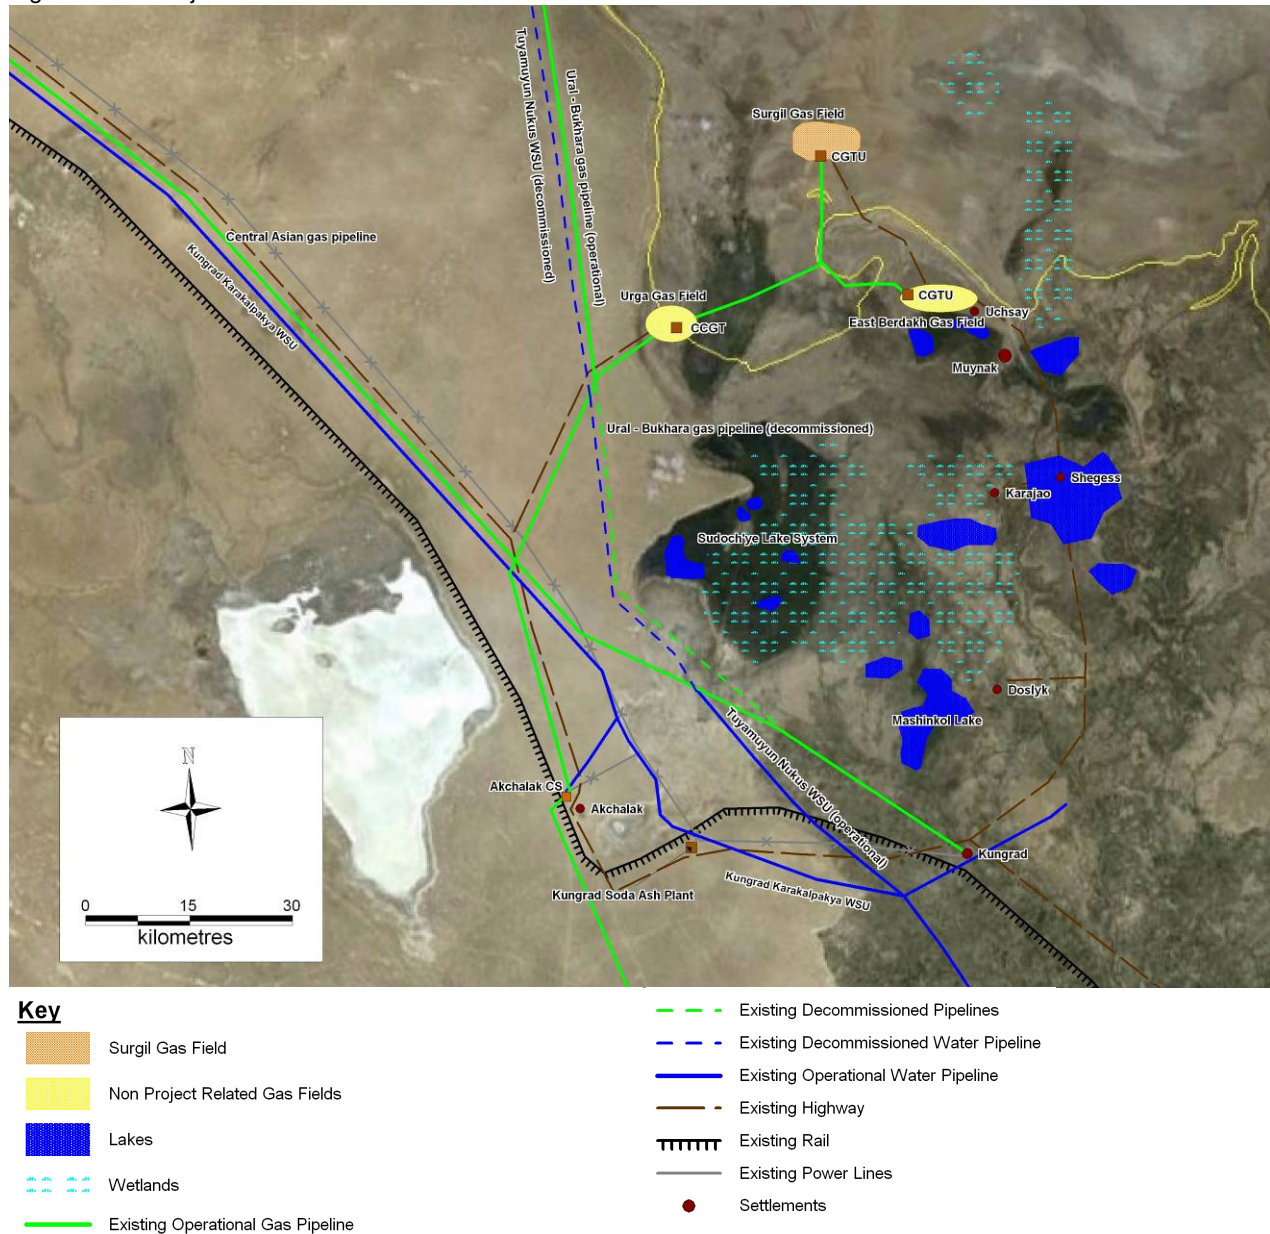 Surgil Gas Field
CGTU
Tuyamuyun Nukus WSU (decommissioned)
Ural - Bukhara gas pipeline (operational)
Central Asian gas pipeline
Kungrad Karakalpakya WSU
Urga Gas Field
CCGT
CGTU
Uchsay
East Berdakh Gas Field
Muynak
Ural - Bukhara gas pipeline (decommissioned)
Shegess
Karajao
Sudoch'ye Lake System
Doslyk
Mashinkol Lake
Tuyamuyun Nukus WSU (operational)
Akchalak CS
Akchalak
Kungrad
Kungrad Soda Ash Plant
Kungrad Karakalpakya WSU
N
0 15 30
kilometres
Key
Surgil Gas Field
Non Project Related Gas Fields
Lakes
Wetlands
Existing Operational Gas Pipeline
Existing Decommissioned Pipelines
Existing Decommissioned Water Pipeline
Existing Operational Water Pipeline
Existing Highway
Existing Rail
Existing Power Lines
Settlements